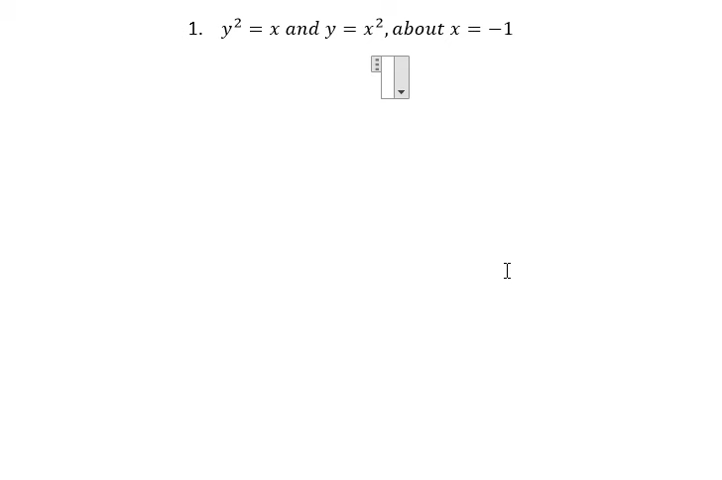 1. y² = x and y = x², about x = −1